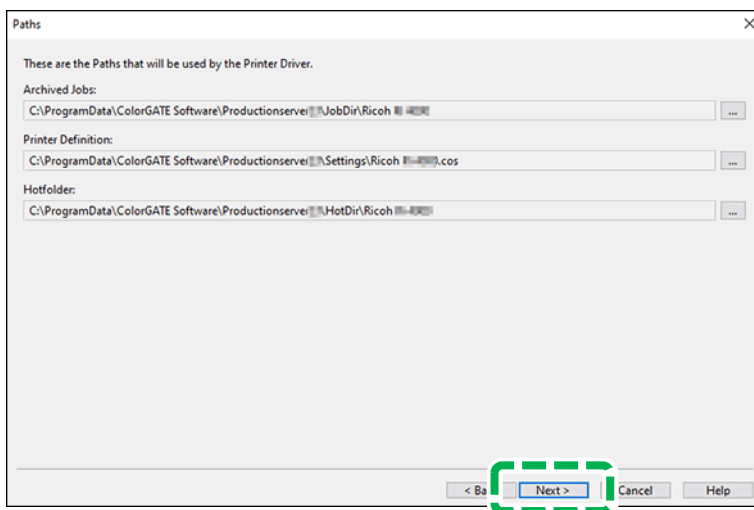 Paths
These are the Paths that will be used by the Printer Driver.
Archived Jobs:
C:\ProgramData\ColorGATE Software\Productionserver \JobDir\Ricoh
...
Printer Definition:
C:\ProgramData\ColorGATE Software\Productionserver \Settings\Ricoh .cos
...
Hotfolder:
C:\ProgramData\ColorGATE Software\Productionserver \HotDir\Ricoh
...
< Ba Next > Cancel Help